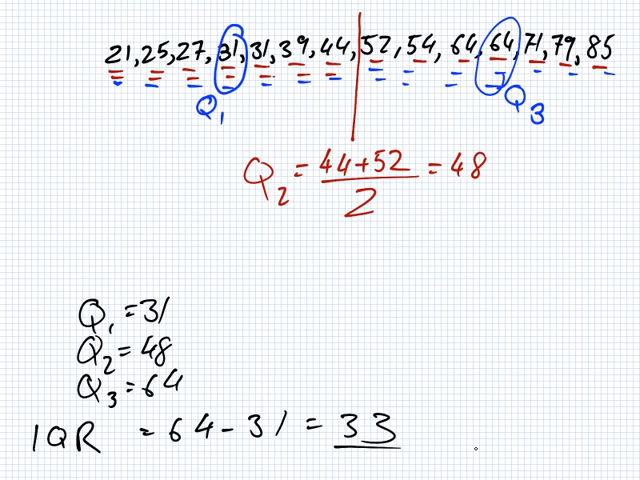 21, 25, 27, 31, 31, 39, 44, 52, 54, 64, 64, 71, 79, 85
Q1 Q3
Q2 = 44+52/2 = 48
Q1 = 31
Q2 = 48
Q3 = 64
IQR = 64 - 31 = 33